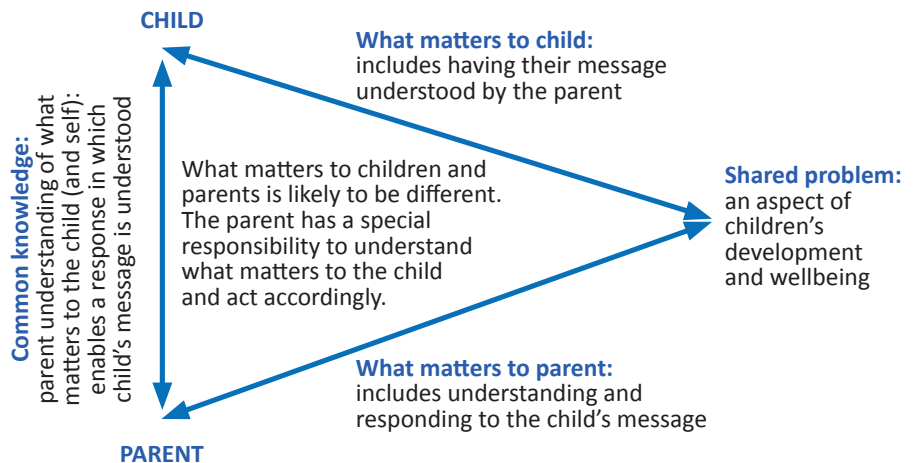 CHILD
What matters to child:
includes having their message
understood by the parent
Common knowledge:
parent understanding of what
matters to the child (and self):
enables a response in which
child’s message is understood
What matters to children and
parents is likely to be different.
The parent has a special
responsibility to understand
what matters to the child
and act accordingly.
Shared problem:
an aspect of
children’s
development
and wellbeing
What matters to parent:
includes understanding and
responding to the child’s message
PARENT